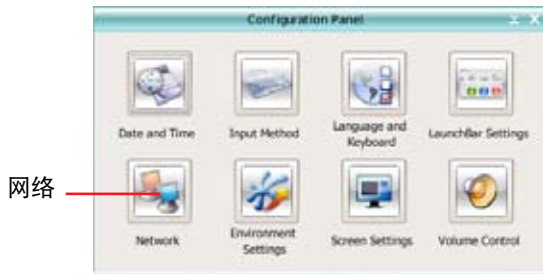 Configuration Panel
Date and Time
Input Method
Language and
Keyboard
LaunchBar Settings
网络
Network
Environment
Settings
Screen Settings
Volume Control